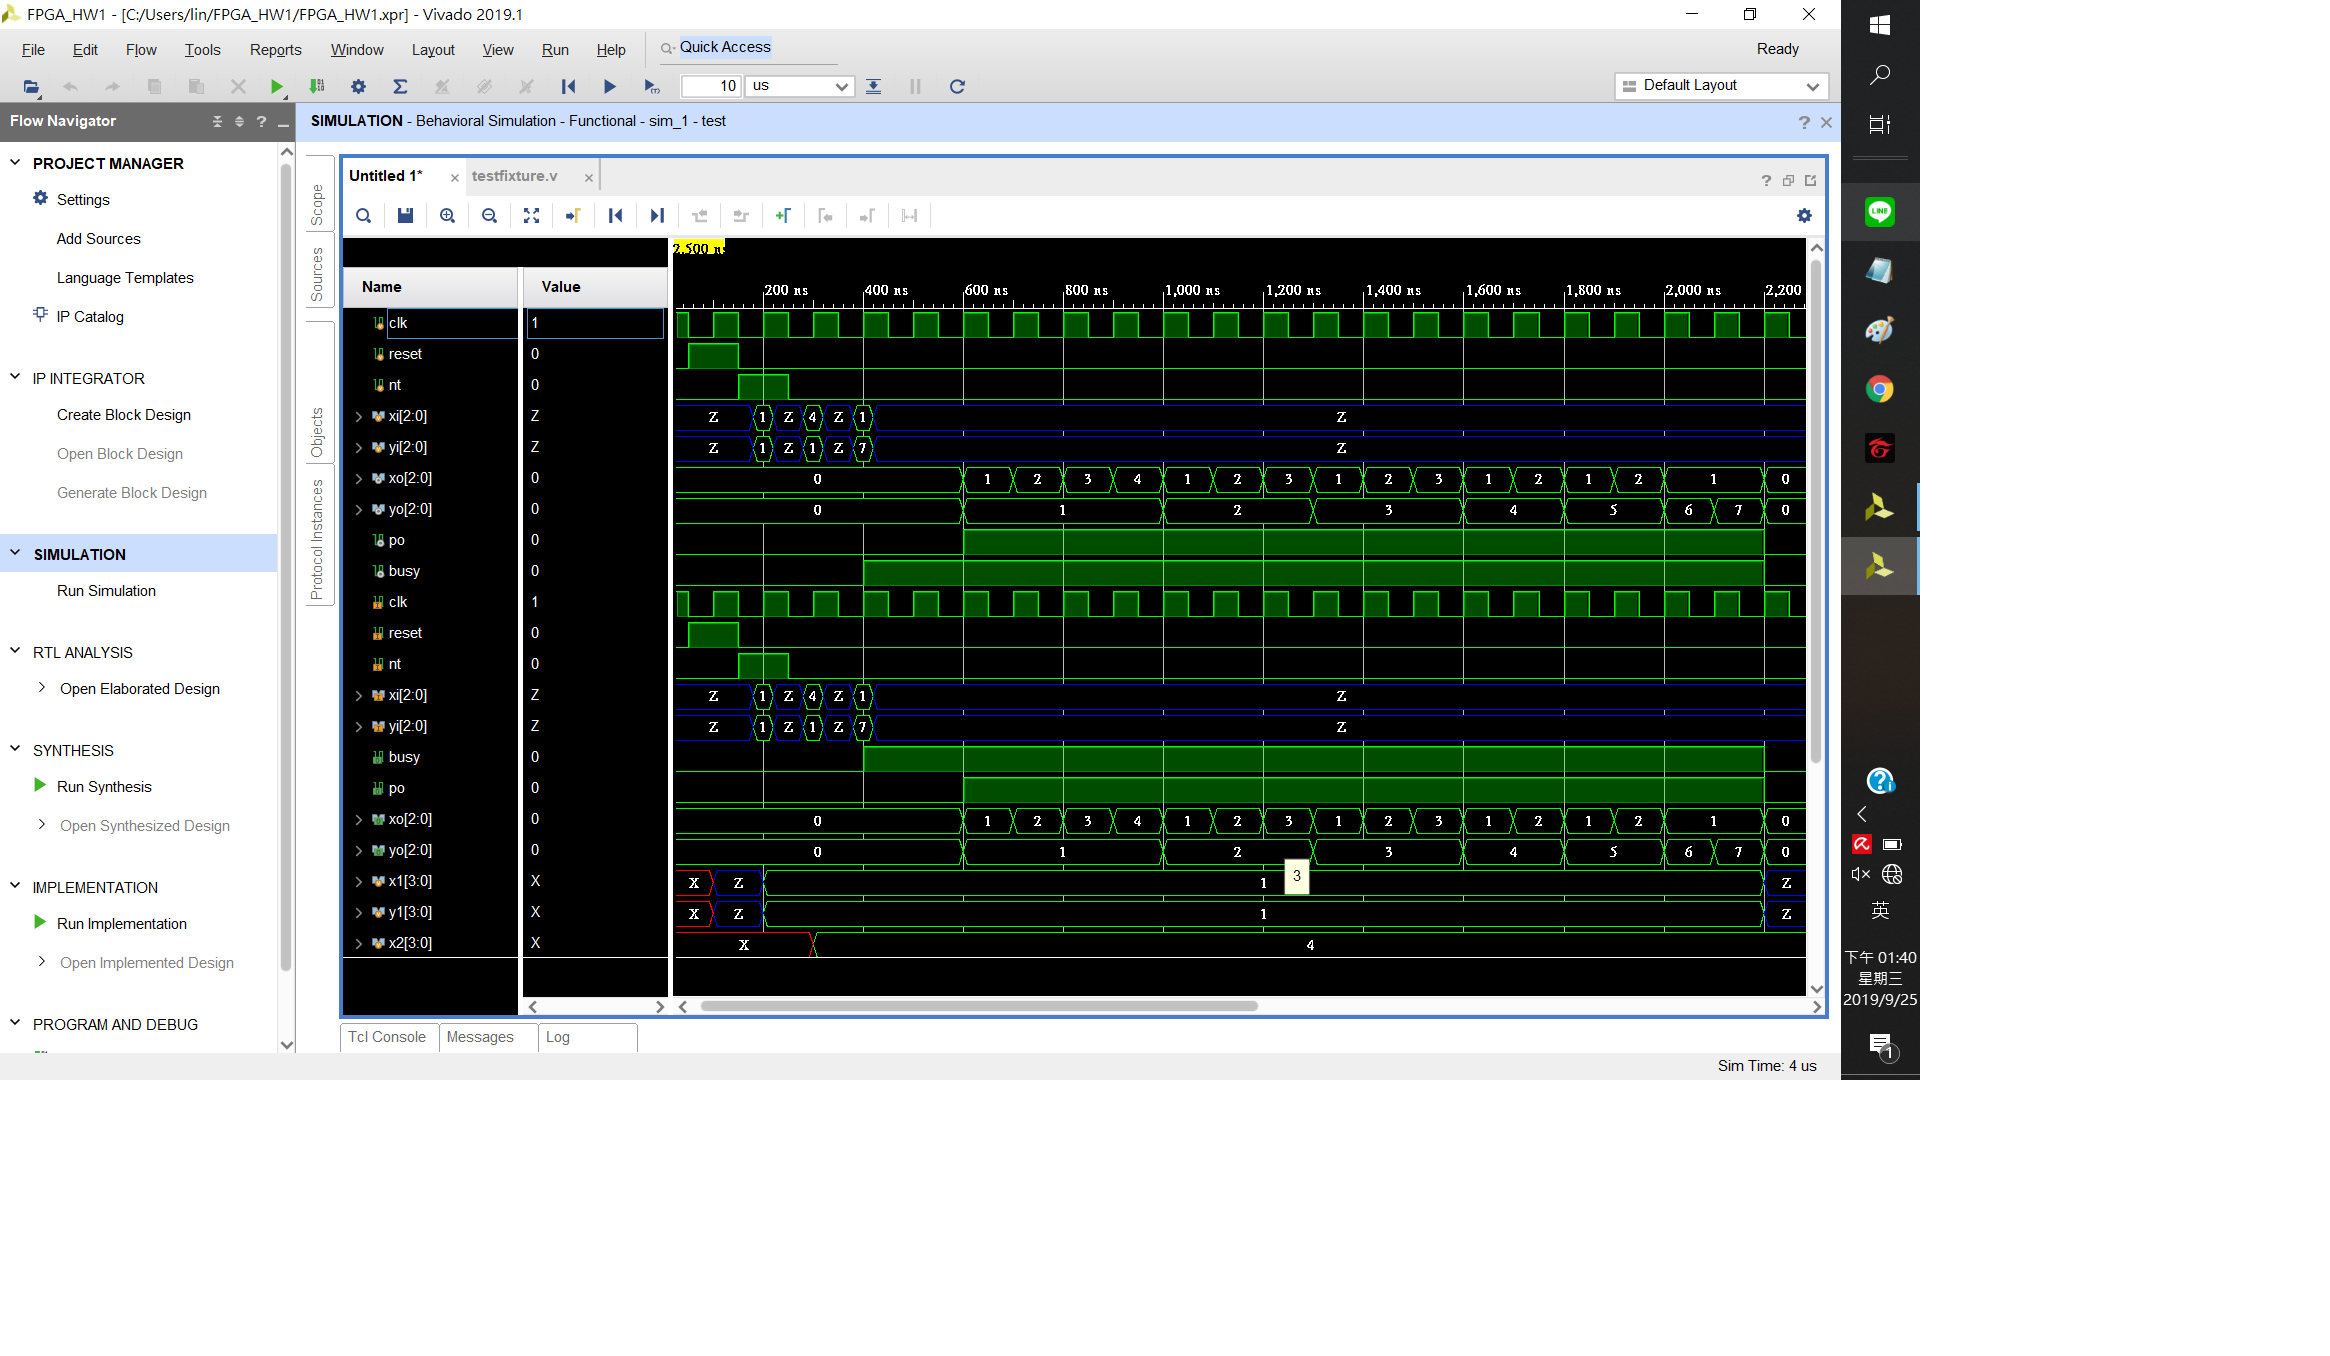 FPGA_HW1 - [C:/Users/lin/FPGA_HW1/FPGA_HW1.xpr] - Vivado 2019.1
File Edit Flow Tools Reports Window Layout View Run Help Quick Access Ready
10 us Default Layout
Flow Navigator
SIMULATION - Behavioral Simulation - Functional - sim_1 - test
PROJECT MANAGER
Settings
Add Sources
Language Templates
IP Catalog
IP INTEGRATOR
Create Block Design
Open Block Design
Generate Block Design
SIMULATION
Run Simulation
RTL ANALYSIS
Open Elaborated Design
SYNTHESIS
Run Synthesis
Open Synthesized Design
IMPLEMENTATION
Run Implementation
Open Implemented Design
PROGRAM AND DEBUG
Scope
Sources
Objects
Protocol Instances
Untitled 1* testfixture.v
2,500 ns
Name Value
200 ns 400 ns 600 ns 800 ns 1,000 ns 1,200 ns 1,400 ns 1,600 ns 1,800 ns 2,000 ns 2,200
clk 1
reset 0
nt 0
xi[2:0] Z Z 1 Z 4 Z 1 Z
yi[2:0] Z Z 1 Z 1 Z 7 Z
xo[2:0] 0 0 1 2 3 4 1 2 3 1 2 3 1 2 1 2 1 0
yo[2:0] 0 0 1 2 3 4 5 6 7 0
po 0
busy 0
clk 1
reset 0
nt 0
xi[2:0] Z Z 1 Z 4 Z 1 Z
yi[2:0] Z Z 1 Z 1 Z 7 Z
busy 0
po 0
xo[2:0] 0 0 1 2 3 4 1 2 3 1 2 3 1 2 1 2 1 0
yo[2:0] 0 0 1 2 3 4 5 6 7 0
x1[3:0] X X Z 1 Z
3
y1[3:0] X X Z 1 Z
x2[3:0] X X 4
Tcl Console Messages Log
Sim Time: 4 us
LINE
英
下午 01:40
星期三
2019/9/25
1